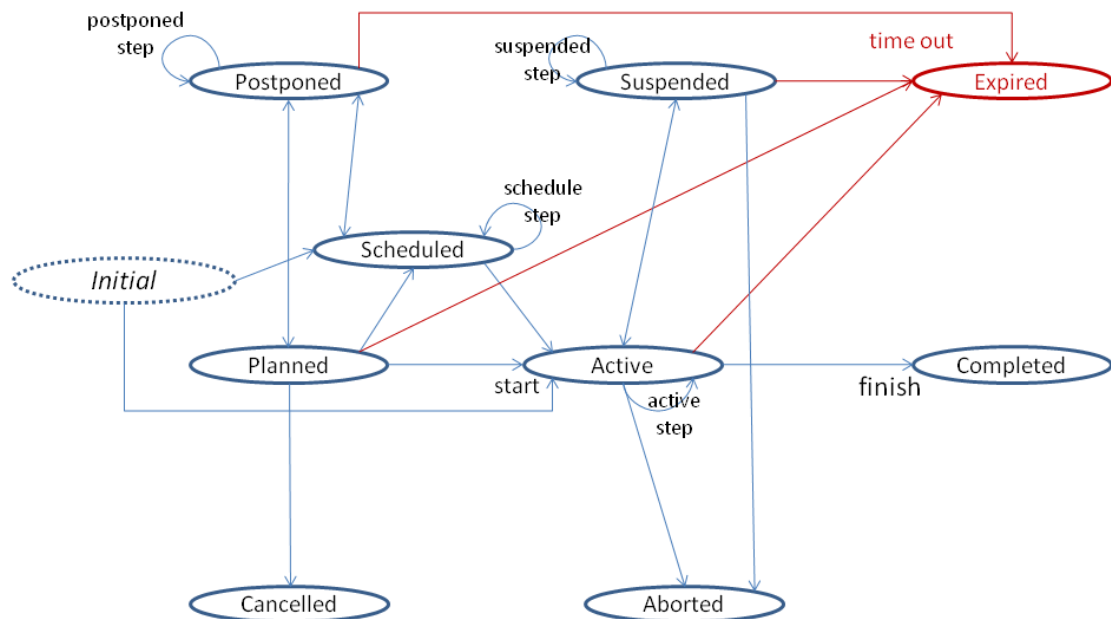 postponed
step
suspended
step
time out
Postponed
Suspended
Expired
schedule
step
Scheduled
Initial
Planned
start
Active
active
step
finish
Completed
Cancelled
Aborted